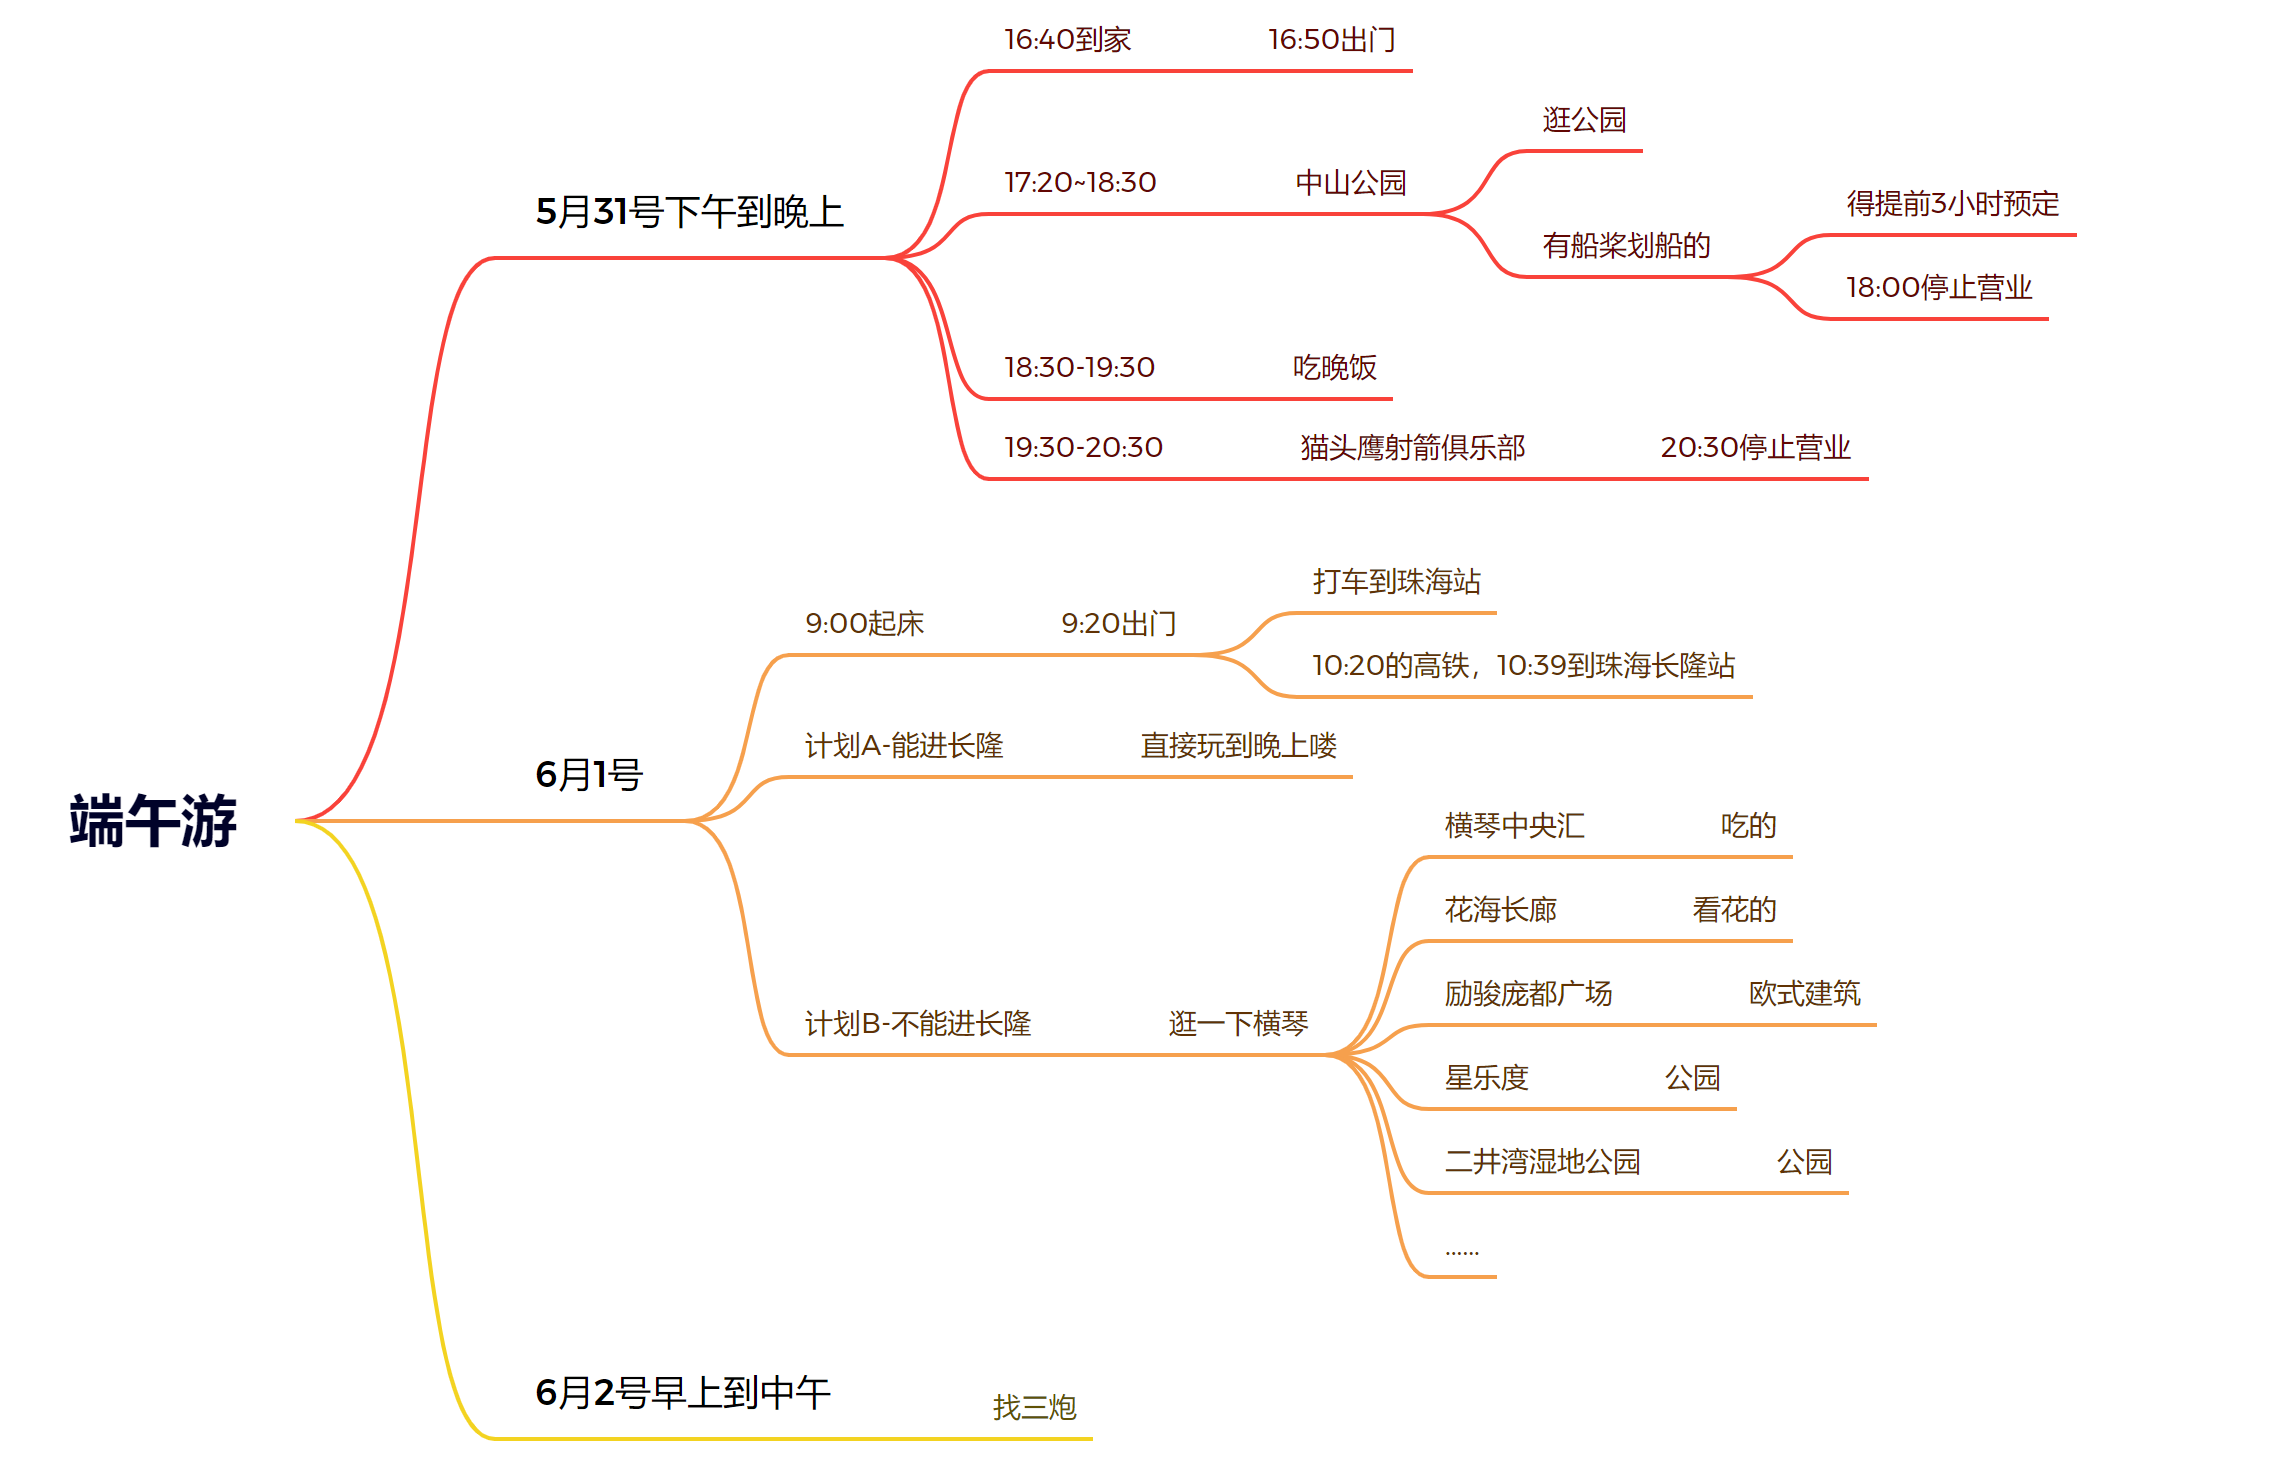 端午游
5月31号下午到晚上
16:40到家
16:50出门
17:20~18:30
中山公园
逛公园
有船桨划船的
得提前3小时预定
18:00停止营业
18:30-19:30
吃晚饭
19:30-20:30
猫头鹰射箭俱乐部
20:30停止营业
6月1号
9:00起床
9:20出门
打车到珠海站
10:20的高铁，10:39到珠海长隆站
计划A-能进长隆
直接玩到晚上喽
计划B-不能进长隆
逛一下横琴
横琴中央汇
吃的
花海长廊
看花的
励骏庞都广场
欧式建筑
星乐度
公园
二井湾湿地公园
公园
......
6月2号早上到中午
找三炮